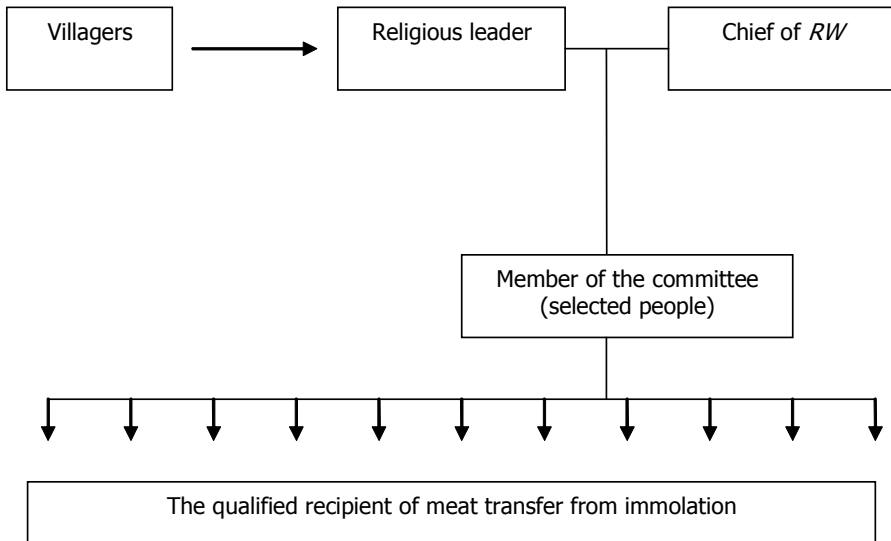 Villagers
Religious leader
Chief of RW
Member of the committee
(selected people)
The qualified recipient of meat transfer from immolation